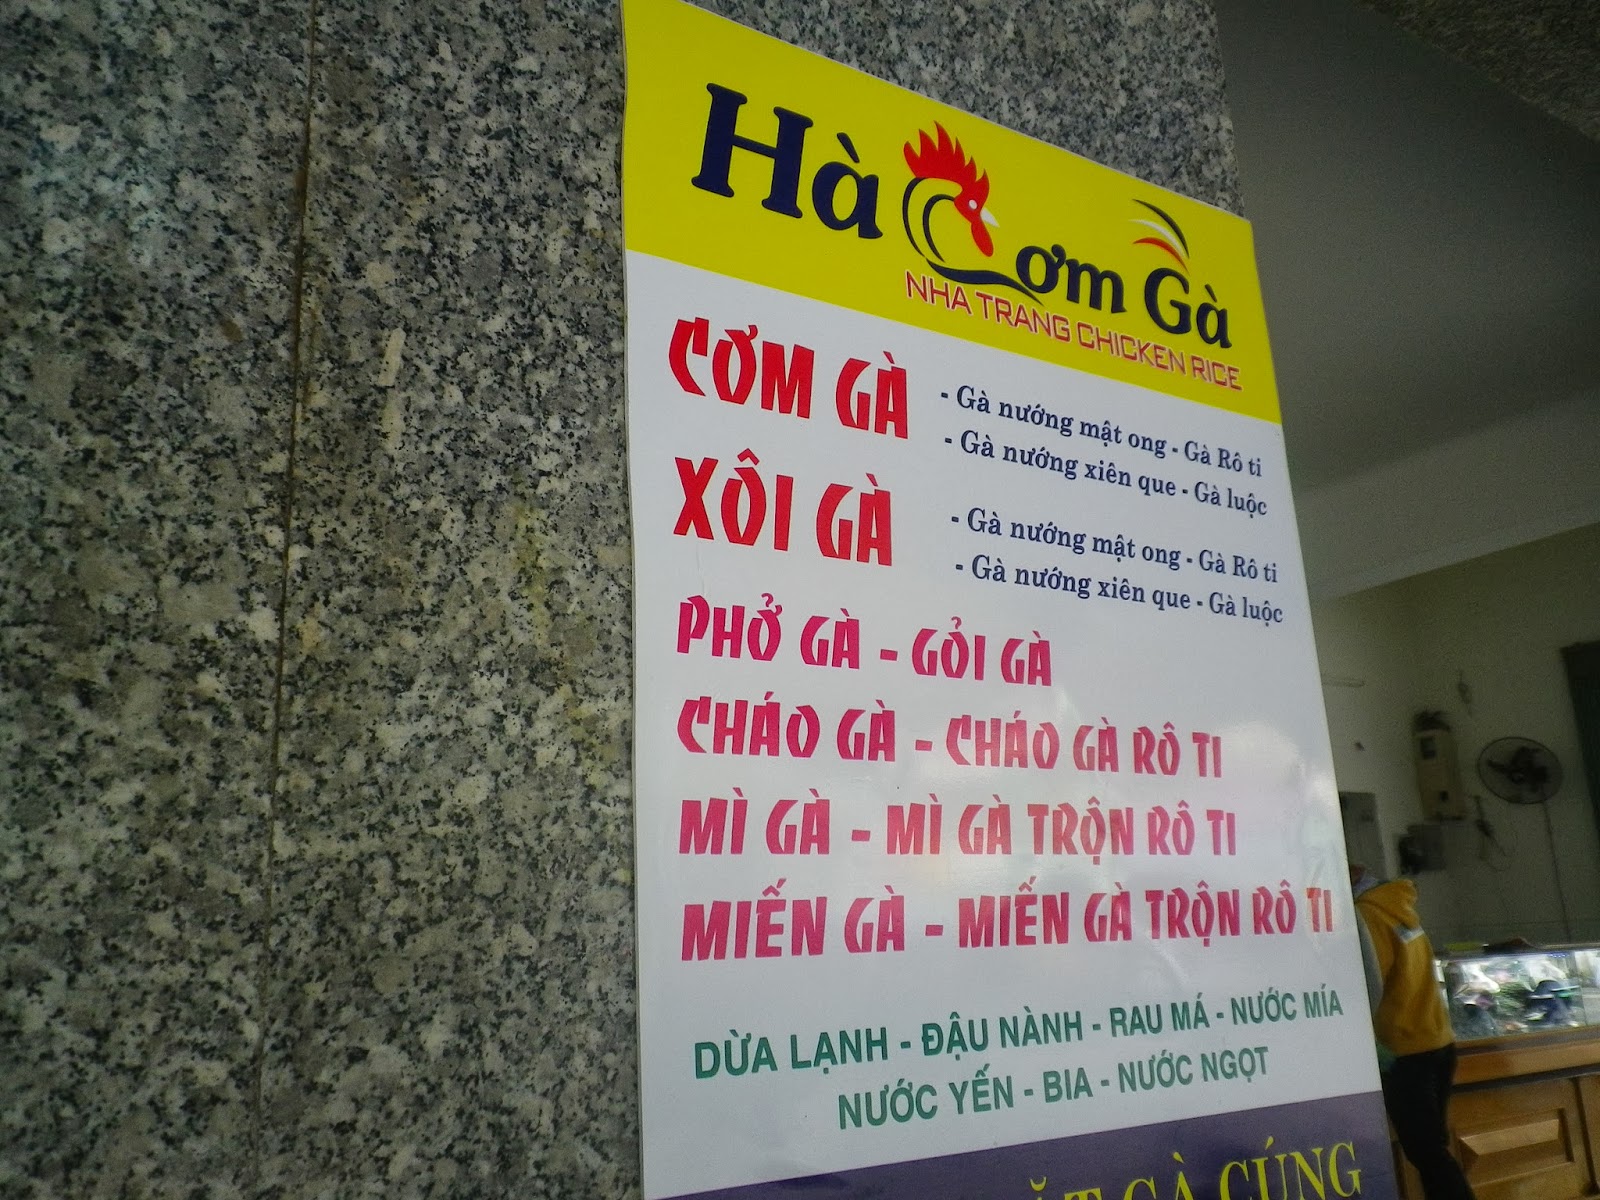 Hà Cơm Gà
NHA TRANG CHICKEN RICE
CƠM GÀ
- Gà nướng mật ong - Gà Rô ti
- Gà nướng xiên que - Gà luộc
XÔI GÀ
- Gà nướng mật ong - Gà Rô ti
- Gà nướng xiên que - Gà luộc
PHỞ GÀ - GỎI GÀ
CHÁO GÀ - CHÁO GÀ RÔ TI
MÌ GÀ - MÌ GÀ TRỘN RÔ TI
MIẾN GÀ - MIẾN GÀ TRỘN RÔ TI
DỪA LẠNH - ĐẬU NÀNH - RAU MÁ - NƯỚC MÍA
NƯỚC YẾN - BIA - NƯỚC NGỌT
GÀ CÚNG